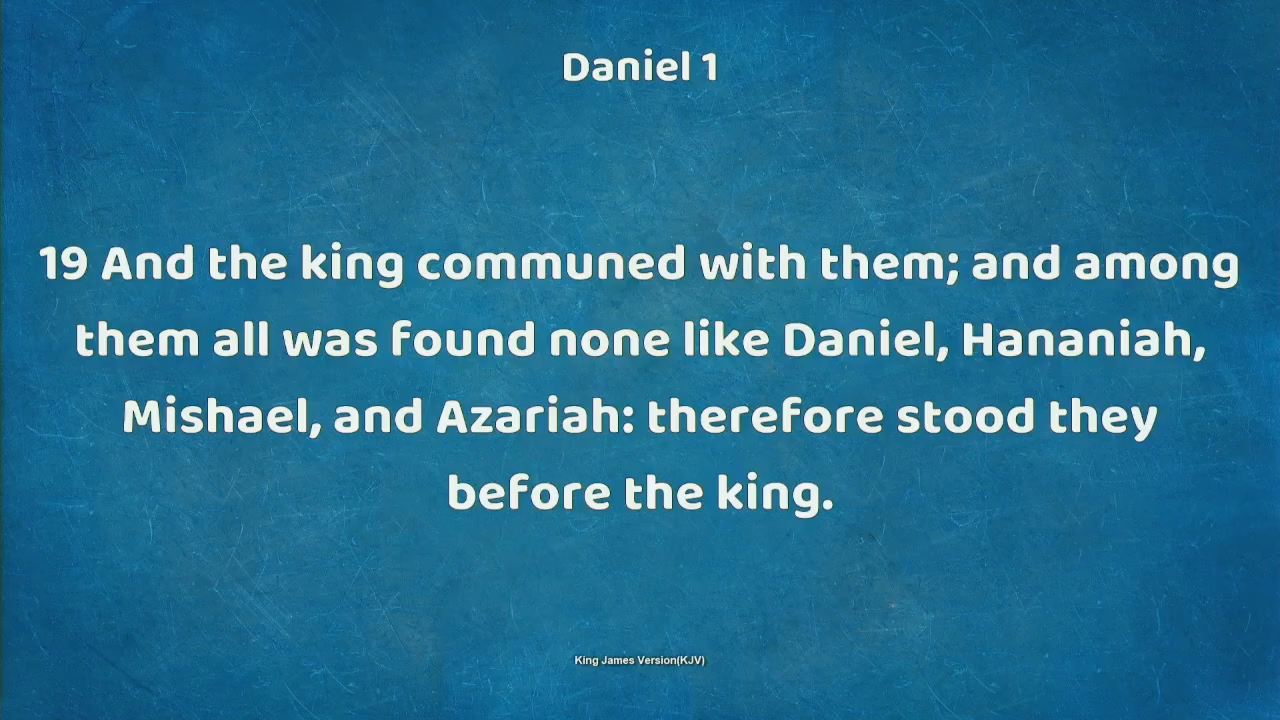 Daniel 1
19 And the king communed with them; and among
them all was found none like Daniel, Hananiah,
Mishael, and Azariah: therefore stood they
before the king.
King James Version(KJV)